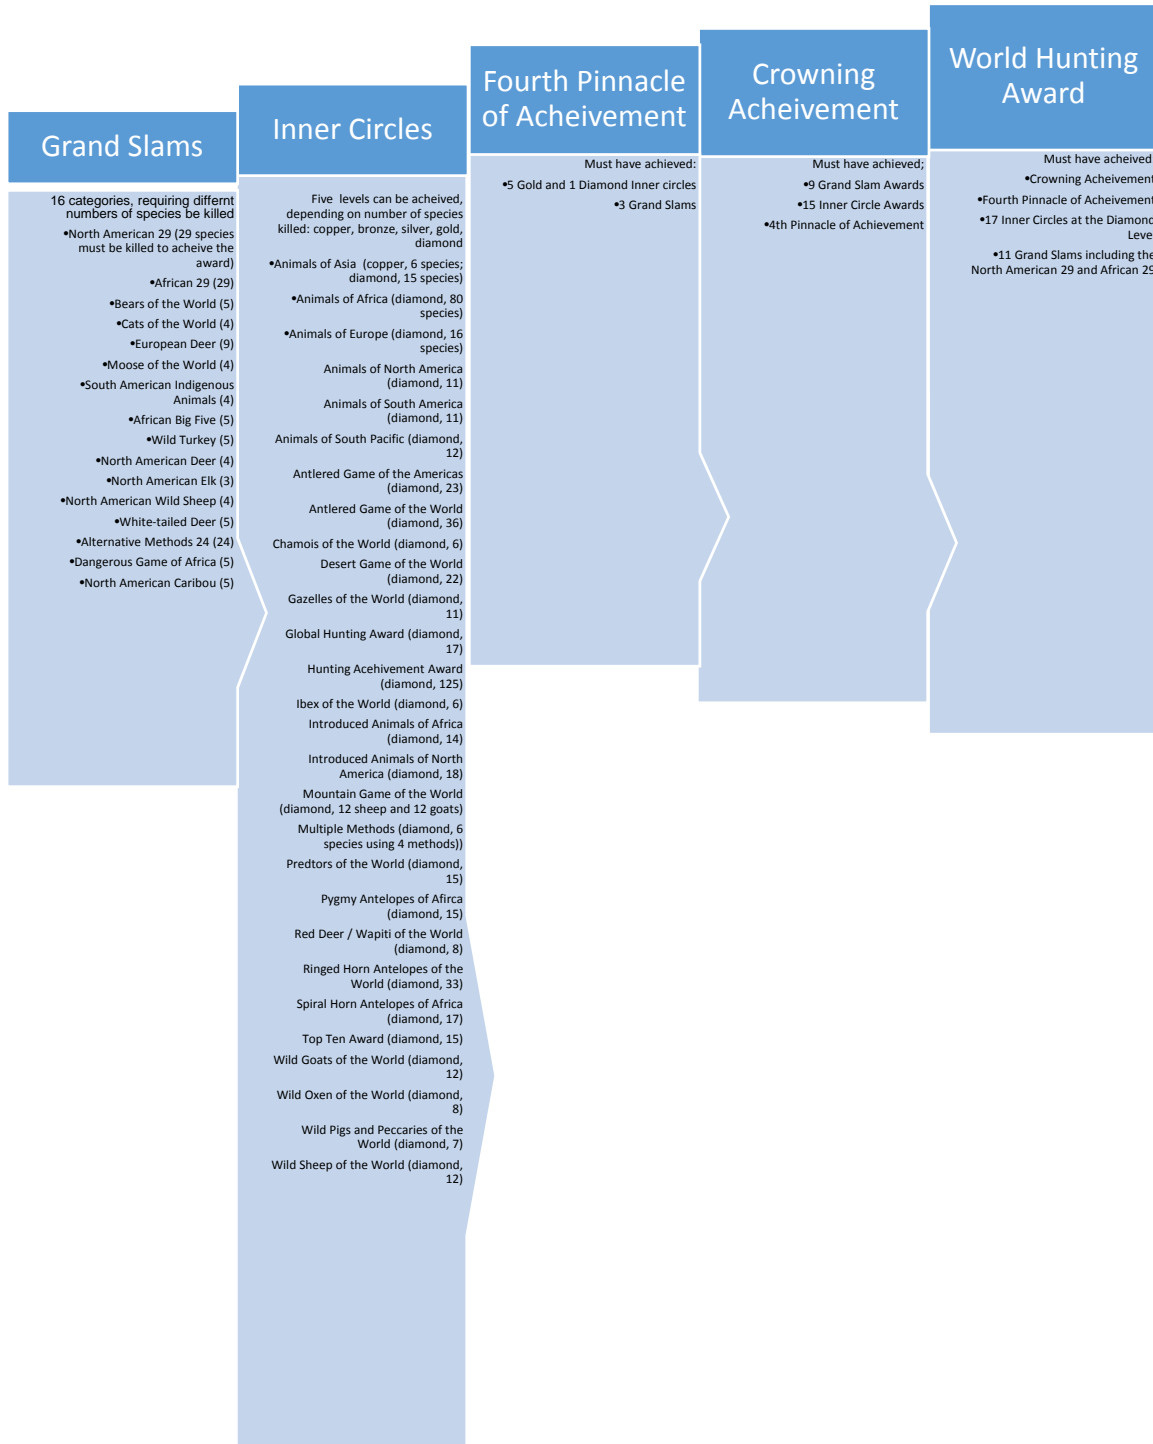 Grand Slams
16 categories, requiring differnt
numbers of species be killed
•North American 29 (29 species
must be killed to acheive the
award)
•African 29 (29)
•Bears of the World (5)
•Cats of the World (4)
•European Deer (9)
•Moose of the World (4)
•South American Indigenous
Animals (4)
•African Big Five (5)
•Wild Turkey (5)
•North American Deer (4)
•North American Elk (3)
•North American Wild Sheep (4)
•White-tailed Deer (5)
•Alternative Methods 24 (24)
•Dangerous Game of Africa (5)
•North American Caribou (5)
Inner Circles
Five levels can be acheived,
depending on number of species
killed: copper, bronze, silver, gold,
diamond
•Animals of Asia (copper, 6 species;
diamond, 15 species)
•Animals of Africa (diamond, 80
species)
•Animals of Europe (diamond, 16
species)
Animals of North America
(diamond, 11)
Animals of South America
(diamond, 11)
Animals of South Pacific (diamond,
12)
Antlered Game of the Americas
(diamond, 23)
Antlered Game of the World
(diamond, 36)
Chamois of the World (diamond, 6)
Desert Game of the World
(diamond, 22)
Gazelles of the World (diamond,
11)
Global Hunting Award (diamond,
17)
Hunting Acehivement Award
(diamond, 125)
Ibex of the World (diamond, 6)
Introduced Animals of Africa
(diamond, 14)
Introduced Animals of North
America (diamond, 18)
Mountain Game of the World
(diamond, 12 sheep and 12 goats)
Multiple Methods (diamond, 6
species using 4 methods))
Predtors of the World (diamond,
15)
Pygmy Antelopes of Afirca
(diamond, 15)
Red Deer / Wapiti of the World
(diamond, 8)
Ringed Horn Antelopes of the
World (diamond, 33)
Spiral Horn Antelopes of Africa
(diamond, 17)
Top Ten Award (diamond, 15)
Wild Goats of the World (diamond,
12)
Wild Oxen of the World (diamond,
8)
Wild Pigs and Peccaries of the
World (diamond, 7)
Wild Sheep of the World (diamond,
12)
Fourth Pinnacle
of Acheivement
Must have achieved:
•5 Gold and 1 Diamond Inner circles
•3 Grand Slams
Crowning
Acheivement
Must have achieved;
•9 Grand Slam Awards
•15 Inner Circle Awards
•4th Pinnacle of Achievement
World Hunting
Award
Must have acheived
•Crowning Acheivement
•Fourth Pinnacle of Acheivement
•17 Inner Circles at the Diamond
Level
•11 Grand Slams including the
North American 29 and African 29